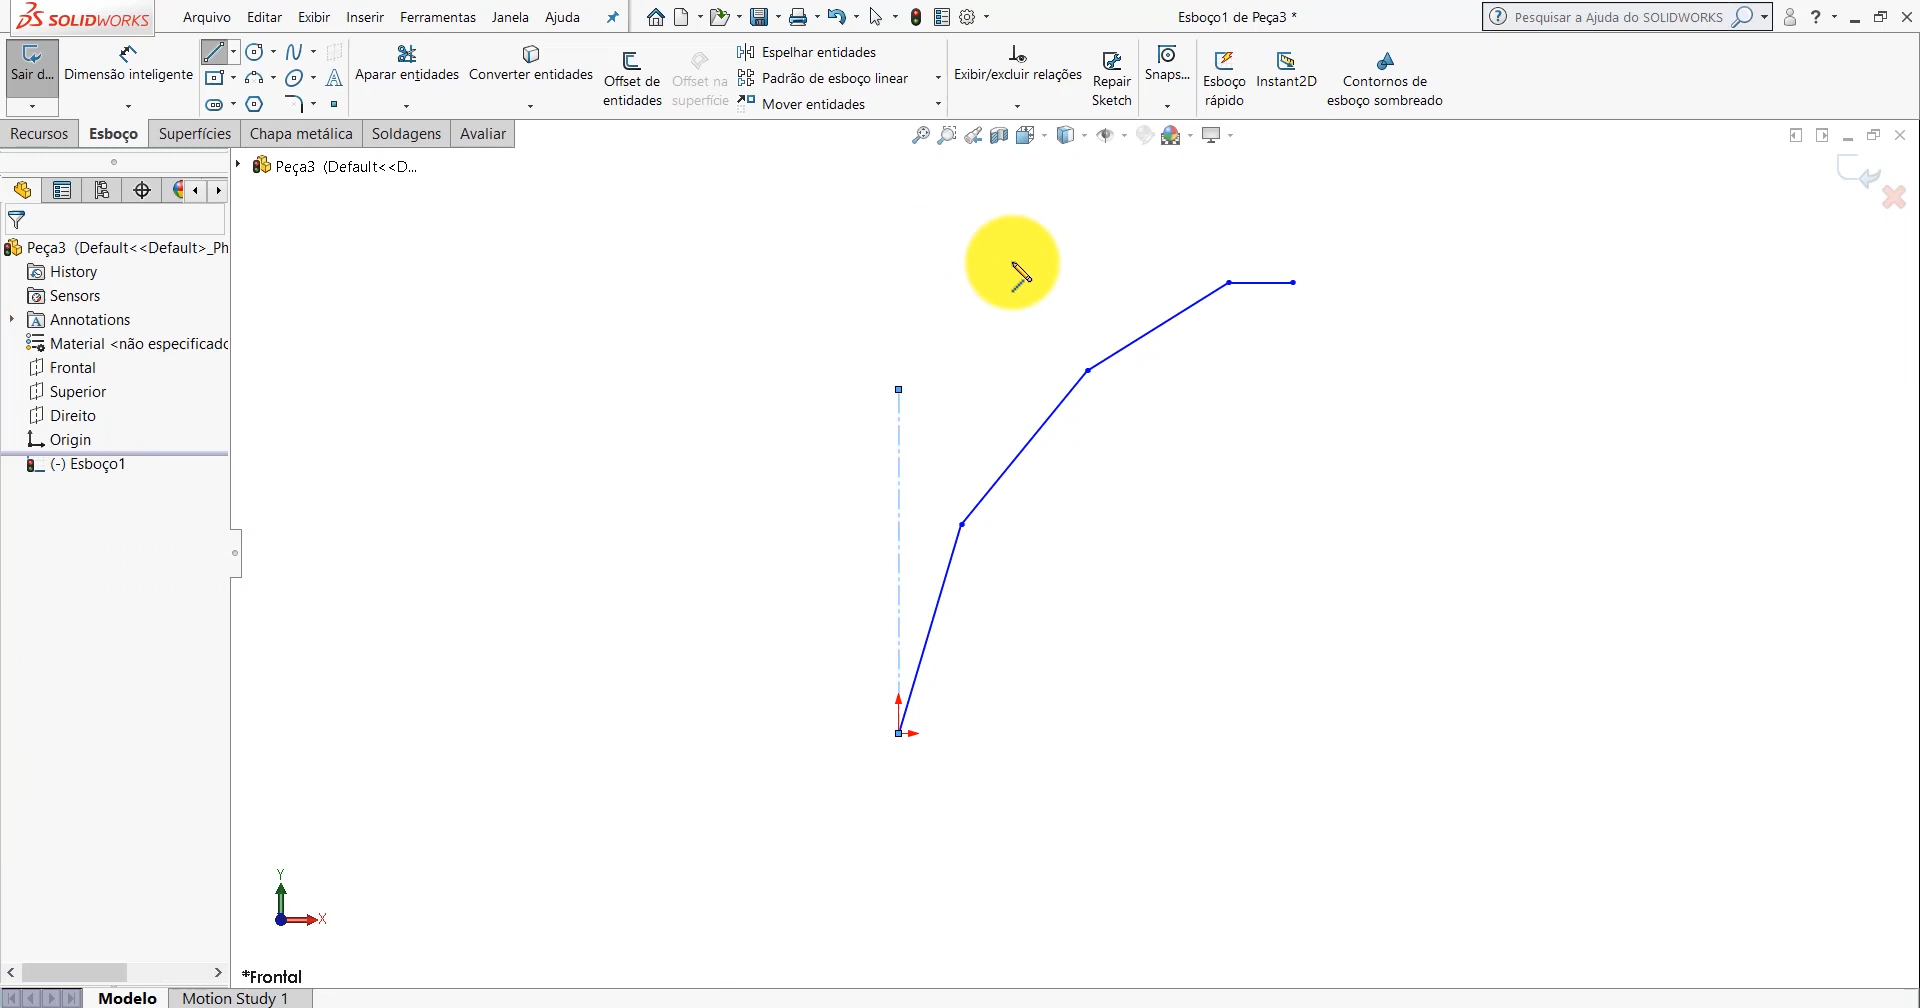 SOLIDWORKS
Arquivo Editar Exibir Inserir Ferramentas Janela Ajuda
Esboço1 de Peça3 *
Pesquisar a Ajuda do SOLIDWORKS
Sair d...
Dimensão inteligente
Aparar entidades
Converter entidades
Offset de
entidades
Offset na
superfície
Espelhar entidades
Padrão de esboço linear
Mover entidades
Exibir/excluir relações
Repair
Sketch
Snaps...
Esboço
rápido
Instant2D
Contornos de
esboço sombreado
Recursos Esboço Superfícies Chapa metálica Soldagens Avaliar
Peça3 (Default<<D...
Peça3 (Default<<Default>_Ph
History
Sensors
Annotations
Material <não especificado
Frontal
Superior
Direito
Origin
(-) Esboço1
Y
X
*Frontal
Modelo Motion Study 1